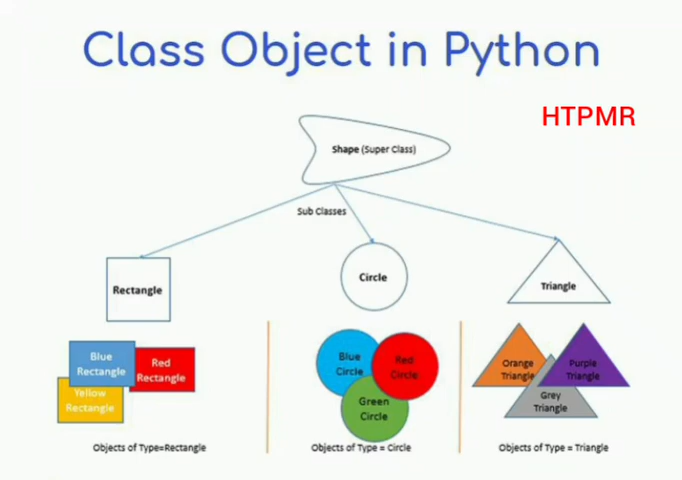 Class Object in Python
HTPMR
Shape (Super Class)
Sub Classes
Rectangle
Circle
Triangle
Blue
Rectangle
Red
Rectangle
Yellow
Rectangle
Blue
Circle
Red
Circle
Green
Circle
Orange
Triangle
Purple
Triangle
Grey
Triangle
Objects of Type=Rectangle
Objects of Type = Circle
Objects of Type = Triangle